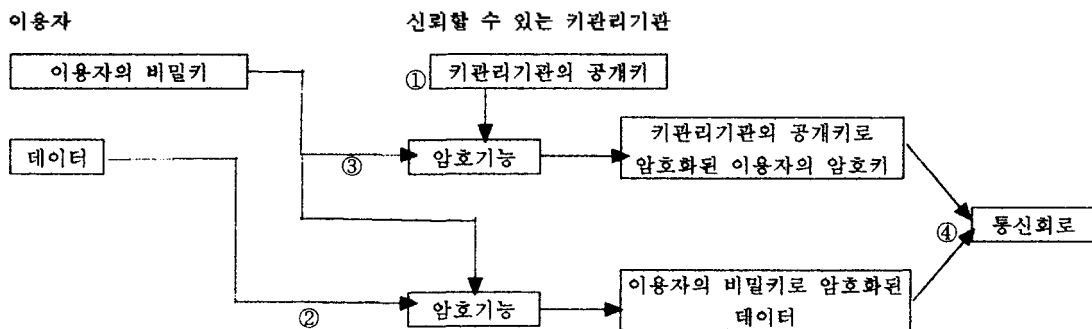 이용자
신뢰할 수 있는 키관리기관
이용자의 비밀키
① 키관리기관의 공개키
데이터
③
암호기능
키관리기관의 공개키로
암호화된 이용자의 암호키
④ 통신회로
②
암호기능
이용자의 비밀키로 암호화된
데이터